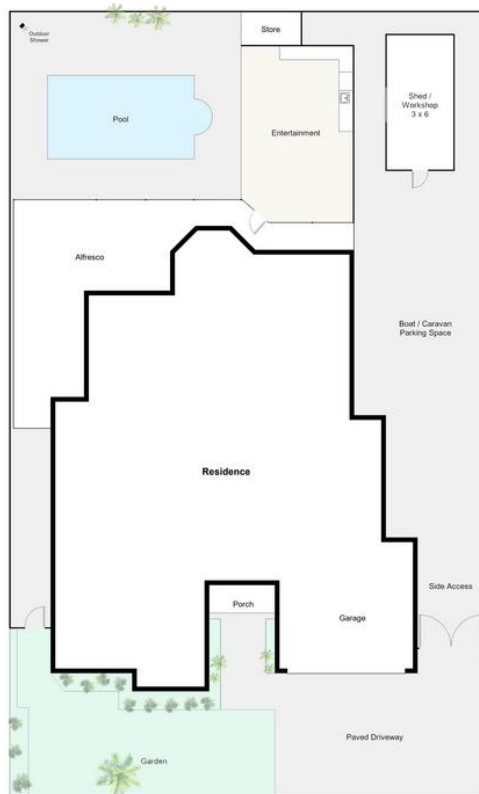 Outdoor
Shower
Store
Shed /
Workshop
3 x 6
Pool
Entertainment
Alfresco
Boat / Caravan
Parking Space
Residence
Side Access
Porch
Garage
Paved Driveway
Garden